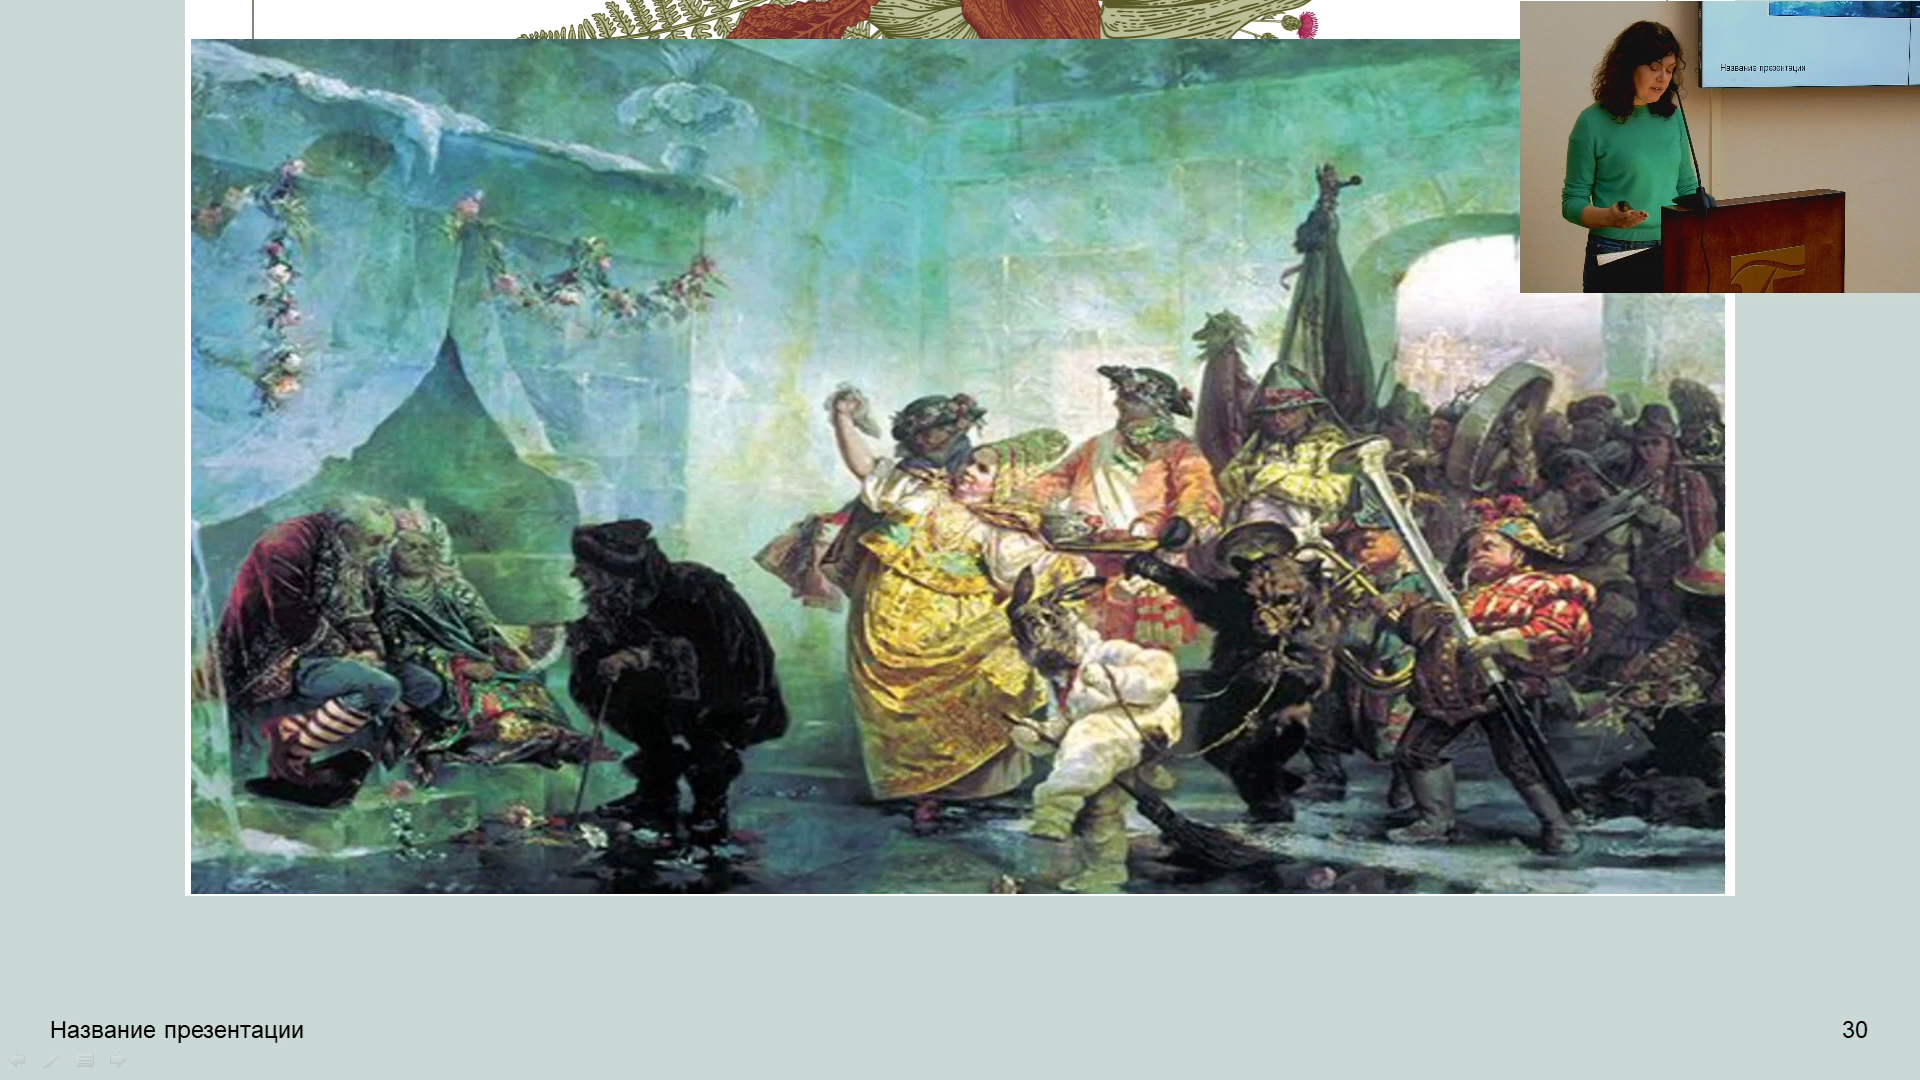 Название презентации
Название презентации
30